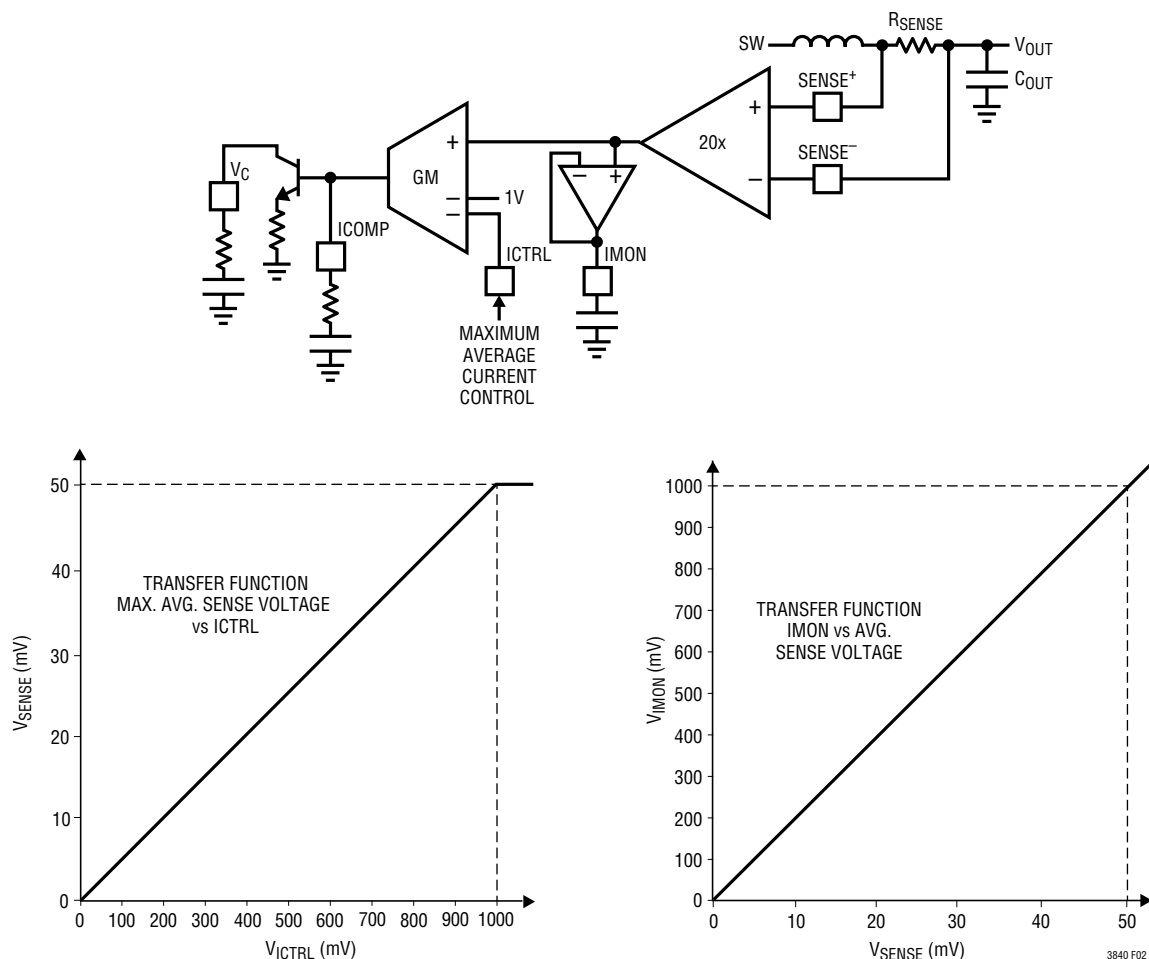 RSENSE
SW
VOUT
SENSE+
COUT
+
20x
SENSE–
–
+
GM
–
1V
–
VC
– +
ICOMP
ICTRL
IMON
MAXIMUM
AVERAGE
CURRENT
CONTROL
50
40
30
20
10
0
VSENSE (mV)
TRANSFER FUNCTION
MAX. AVG. SENSE VOLTAGE
vs ICTRL
0 100 200 300 400 500 600 700 800 900 1000
VICTRL (mV)
1000
900
800
700
600
500
400
300
200
100
0
VIMON (mV)
TRANSFER FUNCTION
IMON vs AVG.
SENSE VOLTAGE
0 10 20 30 40 50
VSENSE (mV)
3840 F02